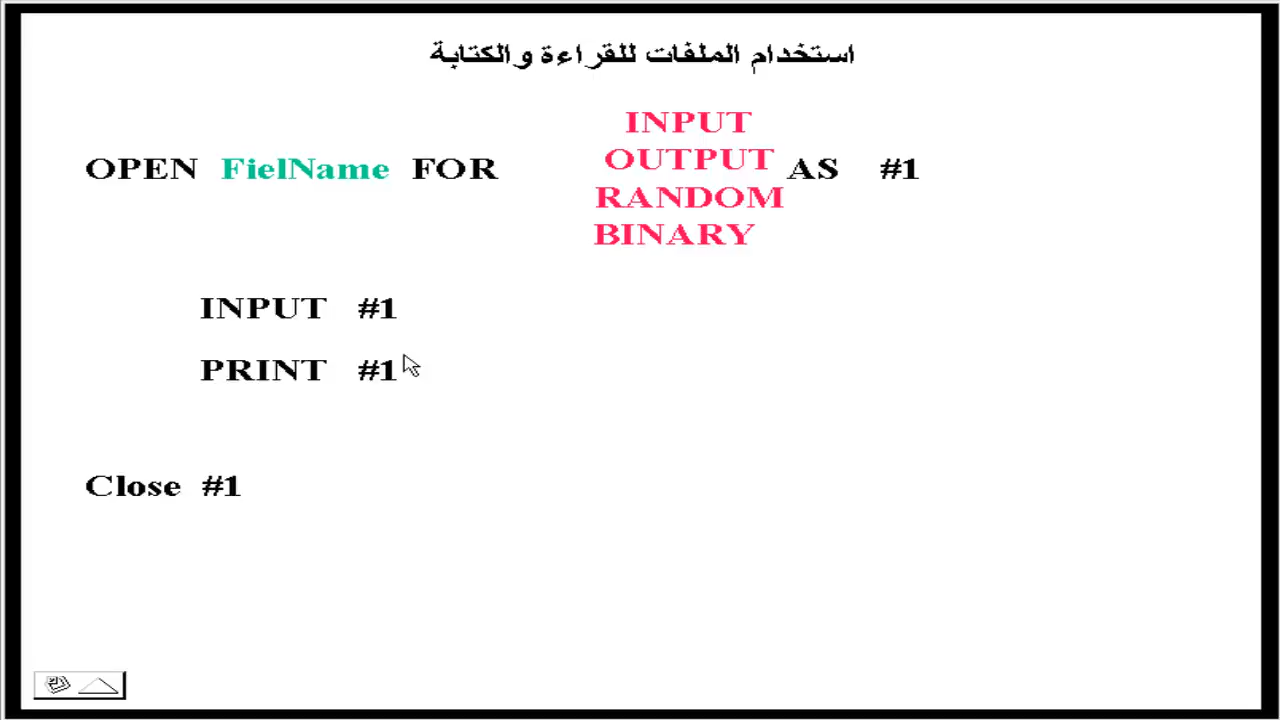 استخدام الملفات للقراءة والكتابة
INPUT
OUTPUT
OPEN FielName FOR AS #1
RANDOM
BINARY
INPUT #1
PRINT #1
Close #1